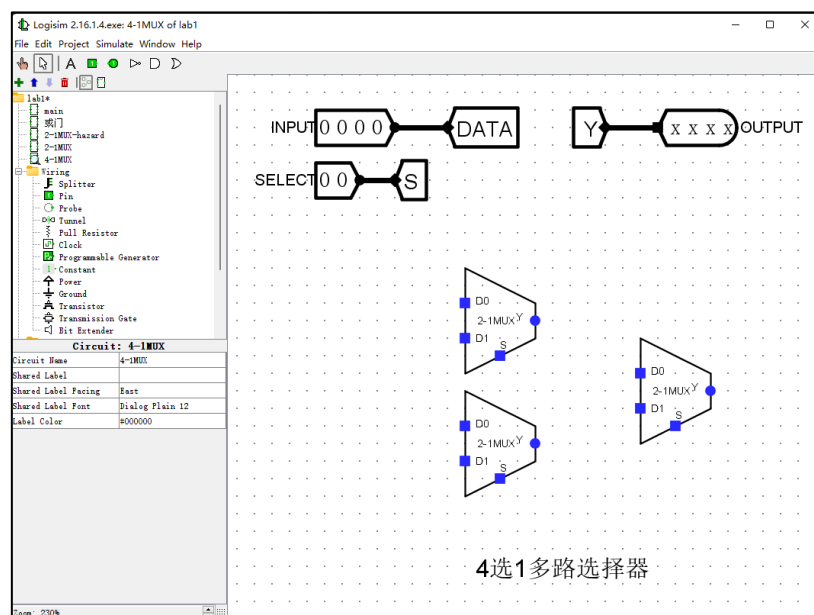 Logisim 2.16.1.4.exe: 4-1MUX of lab1
File Edit Project Simulate Window Help
A
lab1*
main
或门
2-1MUX-hazard
2-1MUX
4-1MUX
Wiring
Splitter
Pin
Probe
Tunnel
Pull Resistor
Clock
Programmable Generator
Constant
Power
Ground
Transistor
Transmission Gate
Bit Extender
Circuit: 4-1MUX
Circuit Name 4-1MUX
Shared Label
Shared Label Facing East
Shared Label Font Dialog Plain 12
Label Color #000000
Zoom: 230%
INPUT 0 0 0 0 DATA
Y x x x x OUTPUT
SELECT 0 0 S
D0
2-1MUX Y
D1
S
D0
2-1MUX Y
D1
S
D0
2-1MUX Y
D1
S
4选1多路选择器